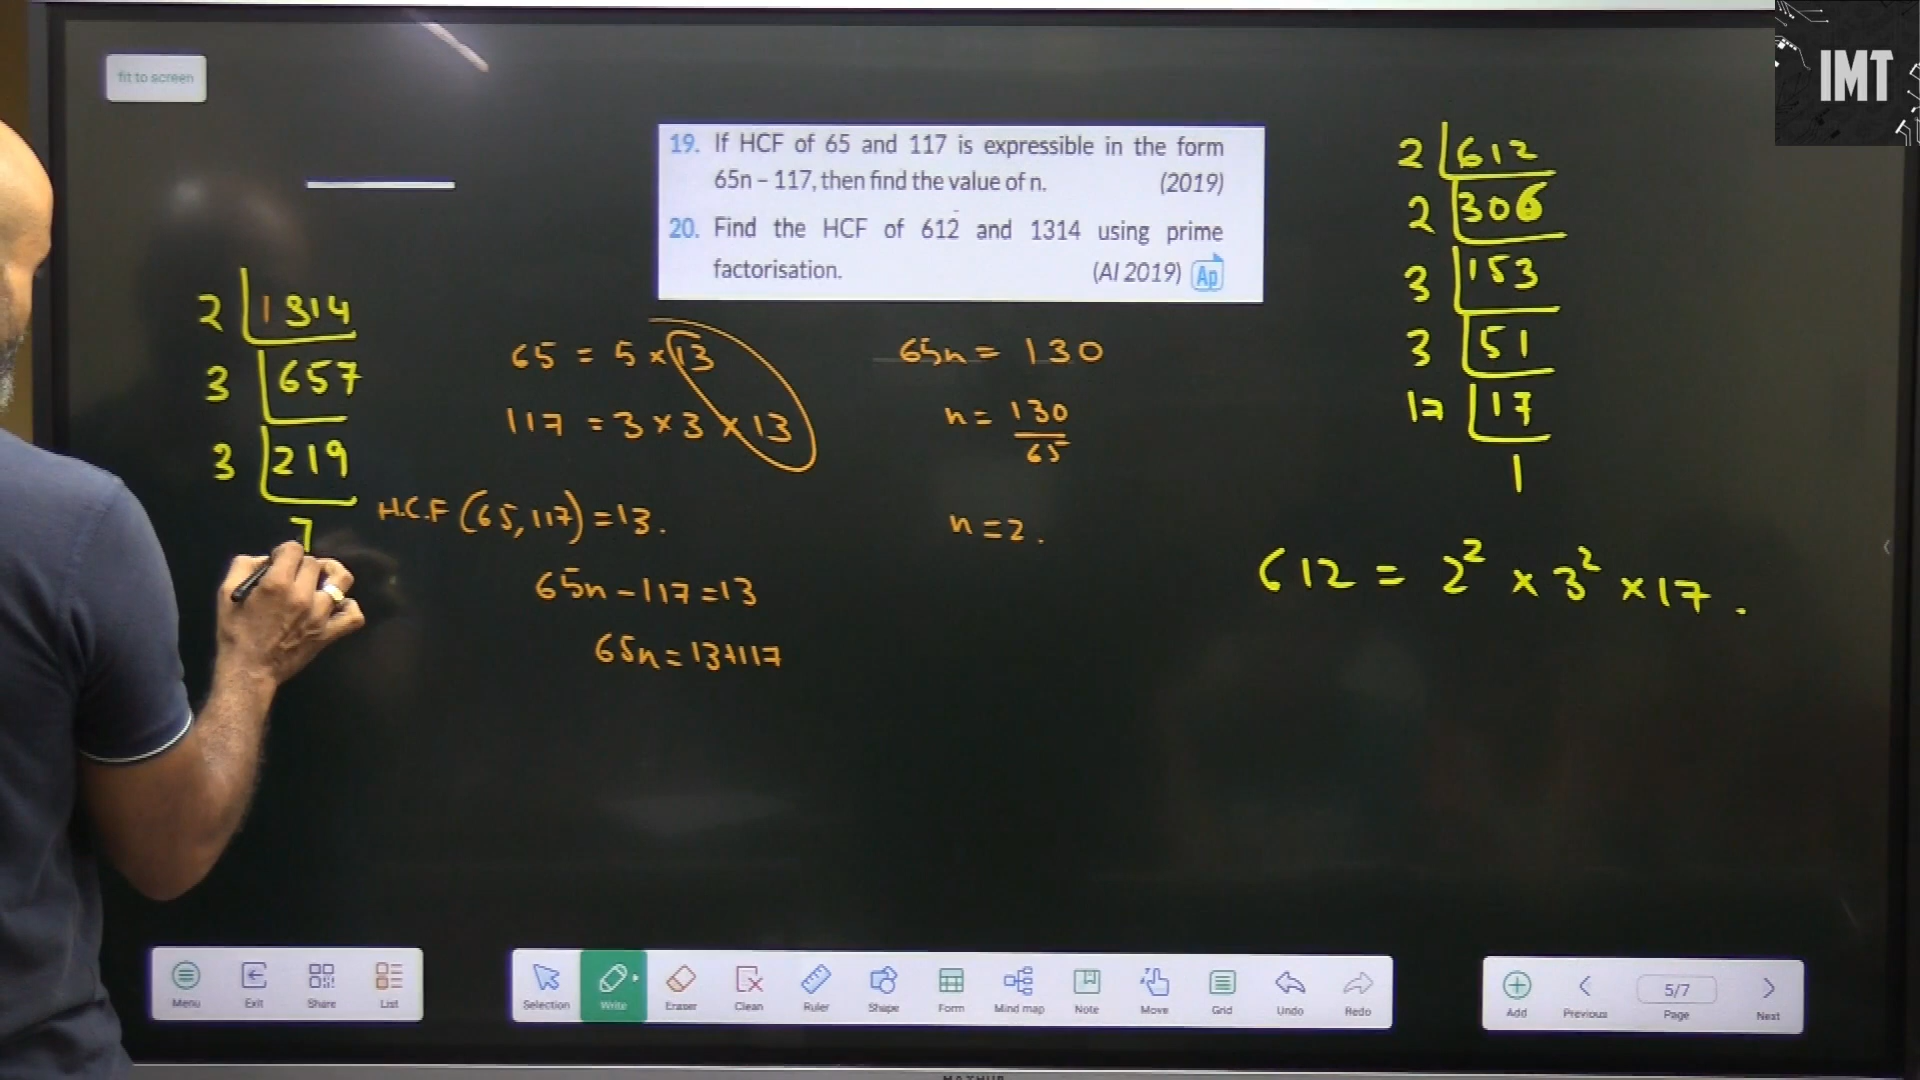 fit to screen
IMT
19. If HCF of 65 and 117 is expressible in the form
65n – 117, then find the value of n. (2019)
20. Find the HCF of 612 and 1314 using prime
factorisation. (AI 2019) Ap
2 1314
3 657
3 219
7
65 = 5 × 13
117 = 3 × 3 × 13
H.C.F (65, 117) = 13.
65n – 117 = 13
65n = 13+117
65n = 130
n = 130
65
n = 2.
2 612
2 306
3 153
3 51
17 17
1
612 = 2² × 3² × 17.
Menu Exit Share List
Selection Write Eraser Clean Ruler Shape Form Mind map Note Move Grid Undo Redo
Add Previous 5/7 Page Next